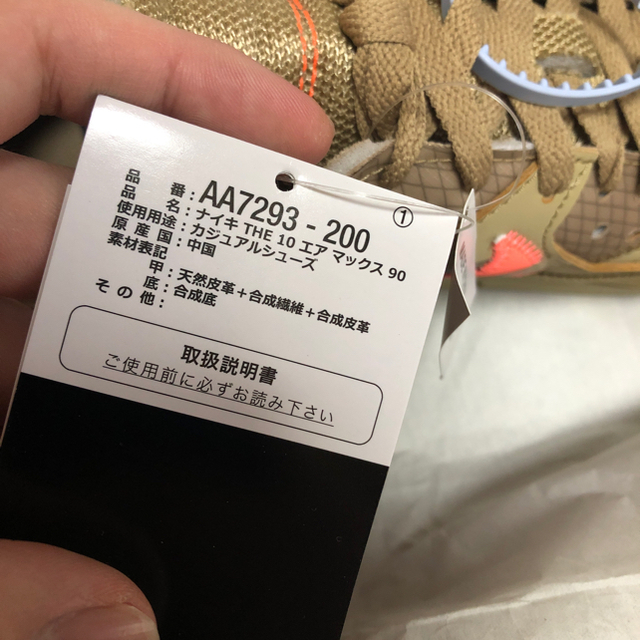 品 番：AA7293 - 200
品 名：ナイキ THE 10 エア マックス 90
使用用途：カジュアルシューズ
原 産 国：中国
素材表記
甲：天然皮革＋合成繊維＋合成皮革
底：合成底
そ の 他：
①
取扱説明書
ご使用前に必ずお読み下さい